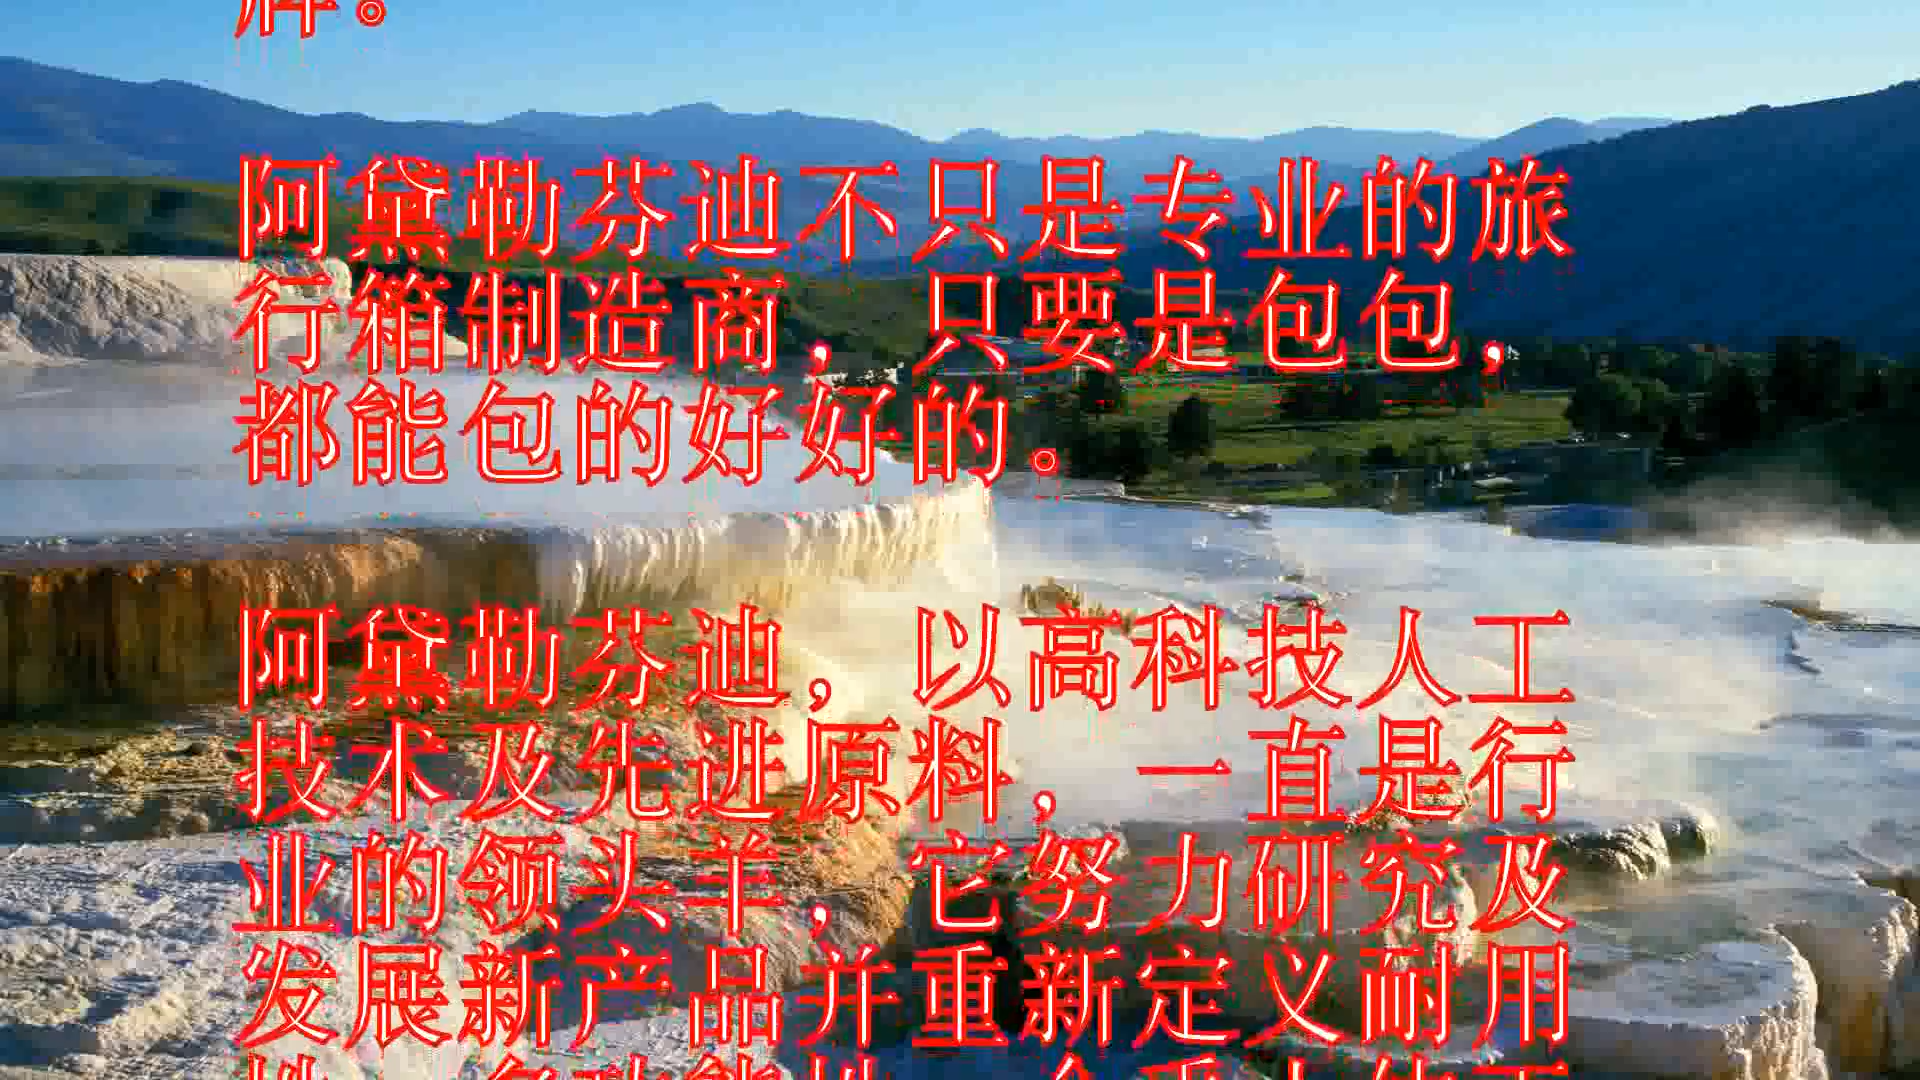 牌。
阿黛勒芬迪不只是专业的旅
行箱制造商，只要是包包，
都能包的好好的。
阿黛勒芬迪，以高科技人工
技术及先进原料，一直是行
业的领头羊，它努力研究及
发展新产品并重新定义耐用